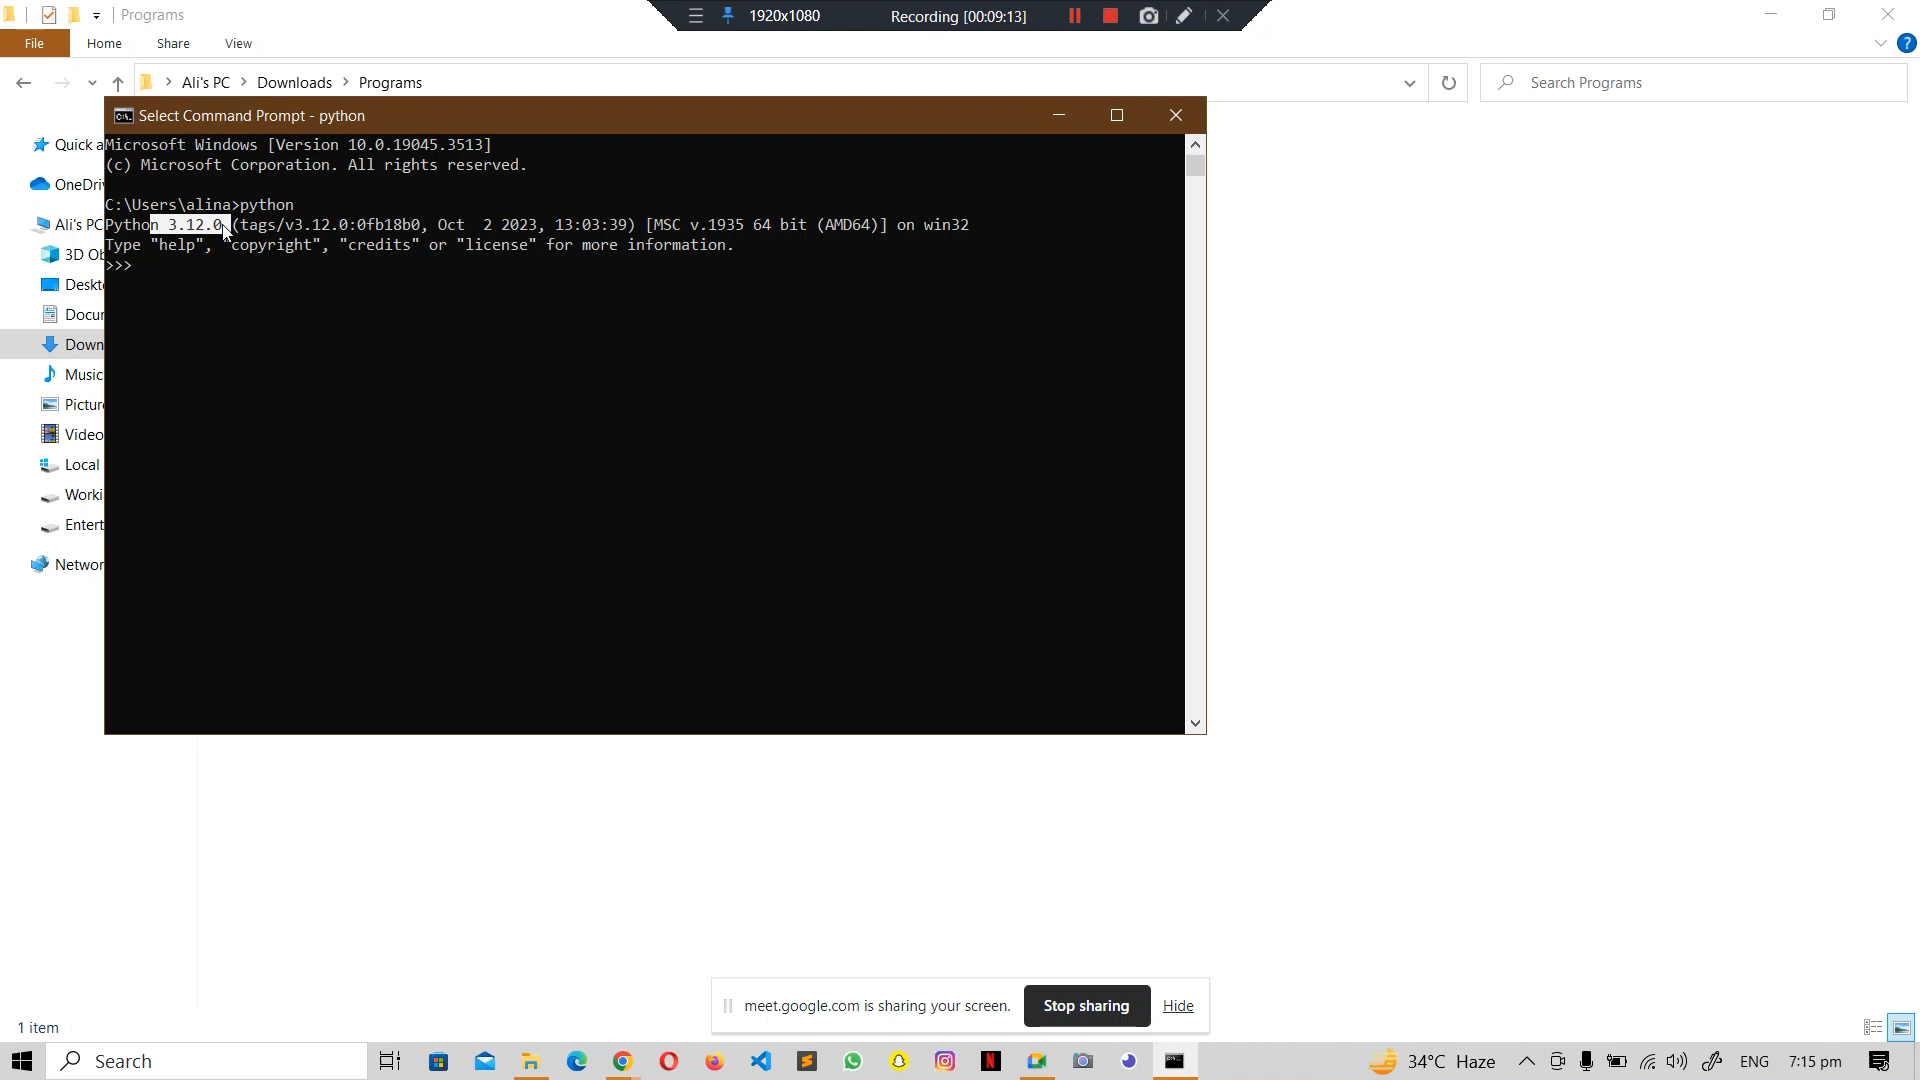 Programs
1920x1080
Recording [00:09:13]
File
Home
Share
View
?
Ali's PC
Downloads
Programs
Search Programs
Select Command Prompt - python
Microsoft Windows [Version 10.0.19045.3513]
(c) Microsoft Corporation. All rights reserved.
C:\Users\alina>python
Python 3.12.0 (tags/v3.12.0:0fb18b0, Oct  2 2023, 13:03:39) [MSC v.1935 64 bit (AMD64)] on win32
Type "help", "copyright", "credits" or "license" for more information.
>>>
Quick a
OneDriv
Ali's PC
3D Ob
Deskt
Docum
Down
Music
Picture
Video
Local
Worki
Entert
Networ
meet.google.com is sharing your screen.
Stop sharing
Hide
1 item
Search
34°C Haze
ENG
7:15 pm